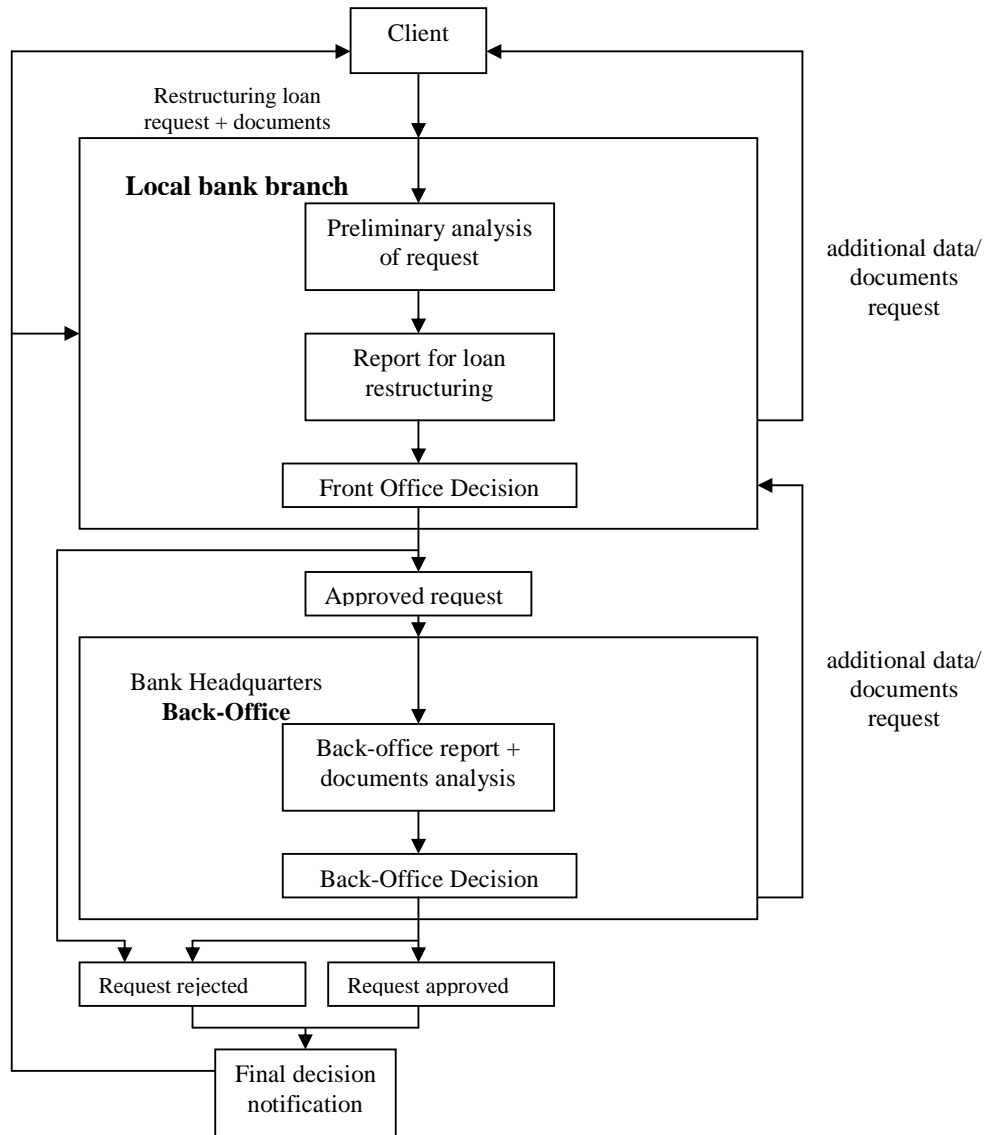 Client
Restructuring loan
request + documents
Local bank branch
Preliminary analysis
of request
additional data/
documents
request
Report for loan
restructuring
Front Office Decision
Approved request
additional data/
documents
request
Bank Headquarters
Back-Office
Back-office report +
documents analysis
Back-Office Decision
Request rejected
Request approved
Final decision
notification